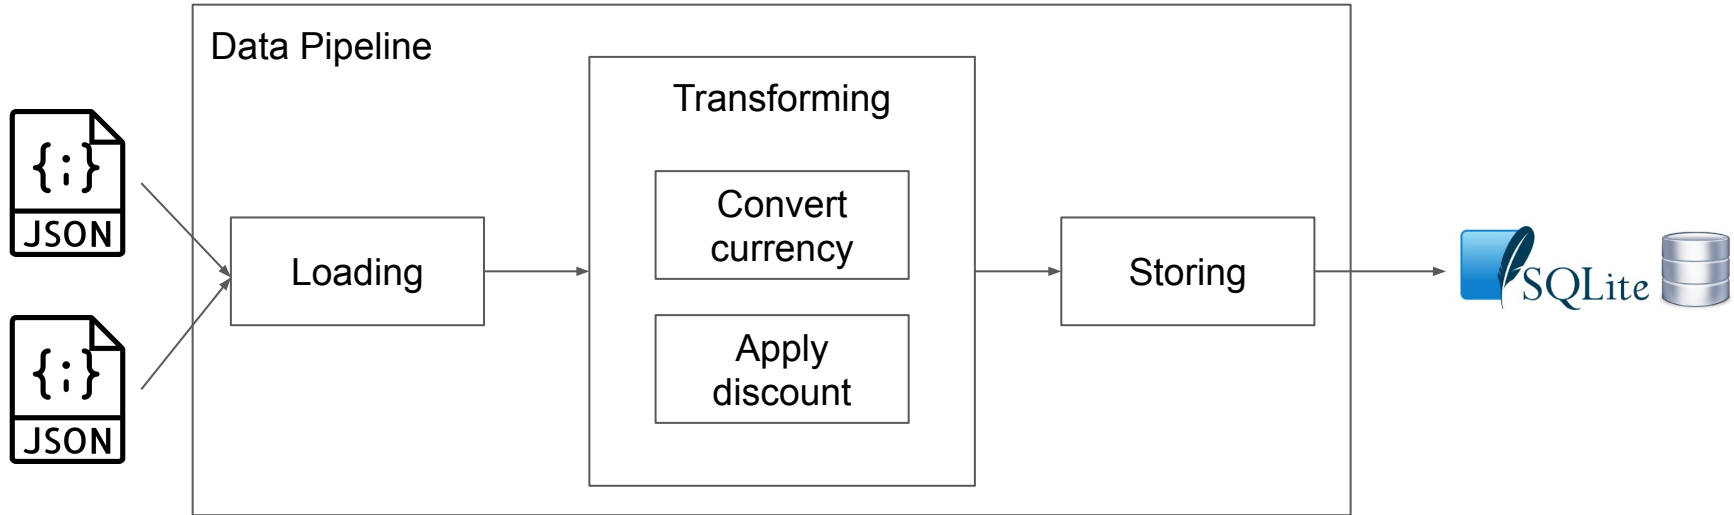 Data Pipeline
Transforming
{;}
JSON
Convert
currency
Loading
Storing
SQLite
{;}
JSON
Apply
discount